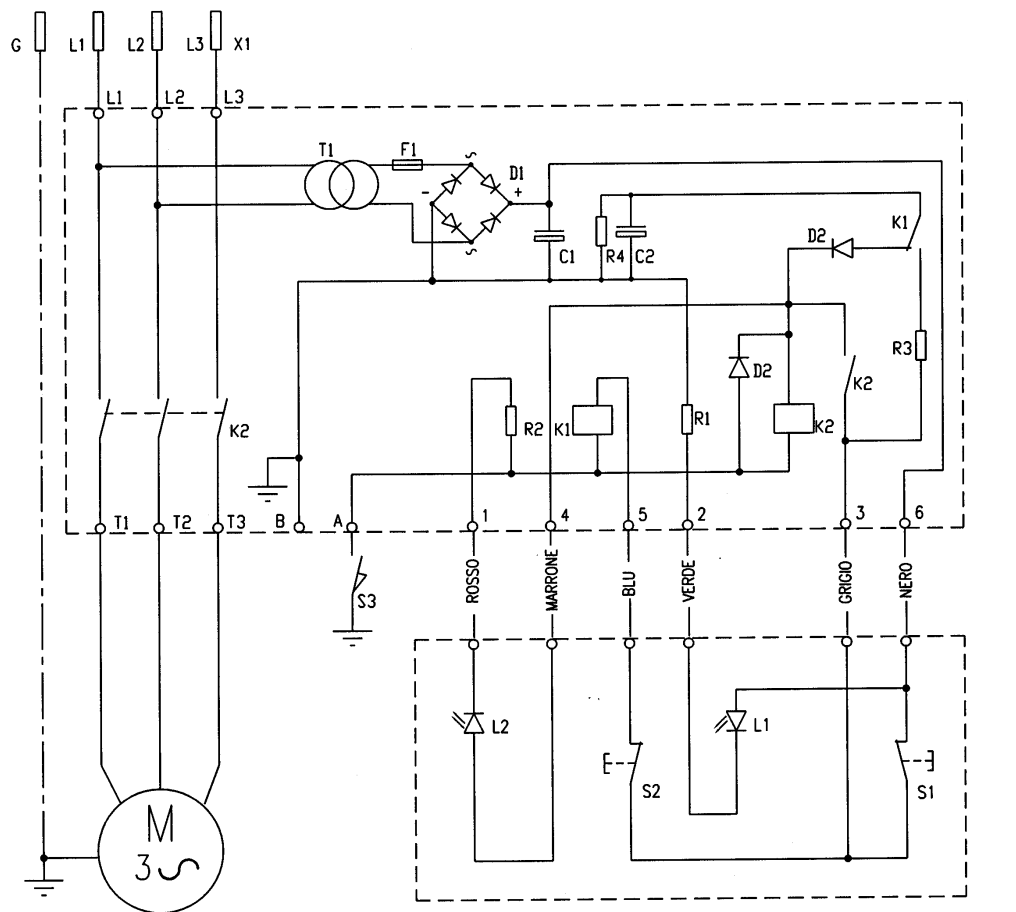 G L1 L2 L3 X1
L1 L2 L3
T1 F1 D1
- +
C1 R4 C2 D2 K1
R3
D2 K2
K2 R2 K1 R1 K2
T1 T2 T3 B A 1 4 5 2 3 6
S3 ROSSO MARRONE BLU VERDE GRIGIO NERO
L2 L1
S2 S1
M
3